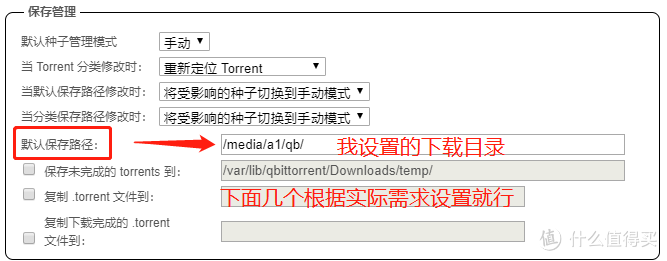 保存管理
默认种子管理模式 手动
当 Torrent 分类修改时： 重新定位 Torrent
当默认保存路径修改时： 将受影响的种子切换到手动模式
当分类保存路径修改时： 将受影响的种子切换到手动模式
默认保存路径： /media/a1/qb/ 我设置的下载目录
保存未完成的 torrents 到： /var/lib/qbittorrent/Downloads/temp/
复制 .torrent 文件到： 下面几个根据实际需求设置就行
复制下载完成的 .torrent
文件到：
值 什么值得买